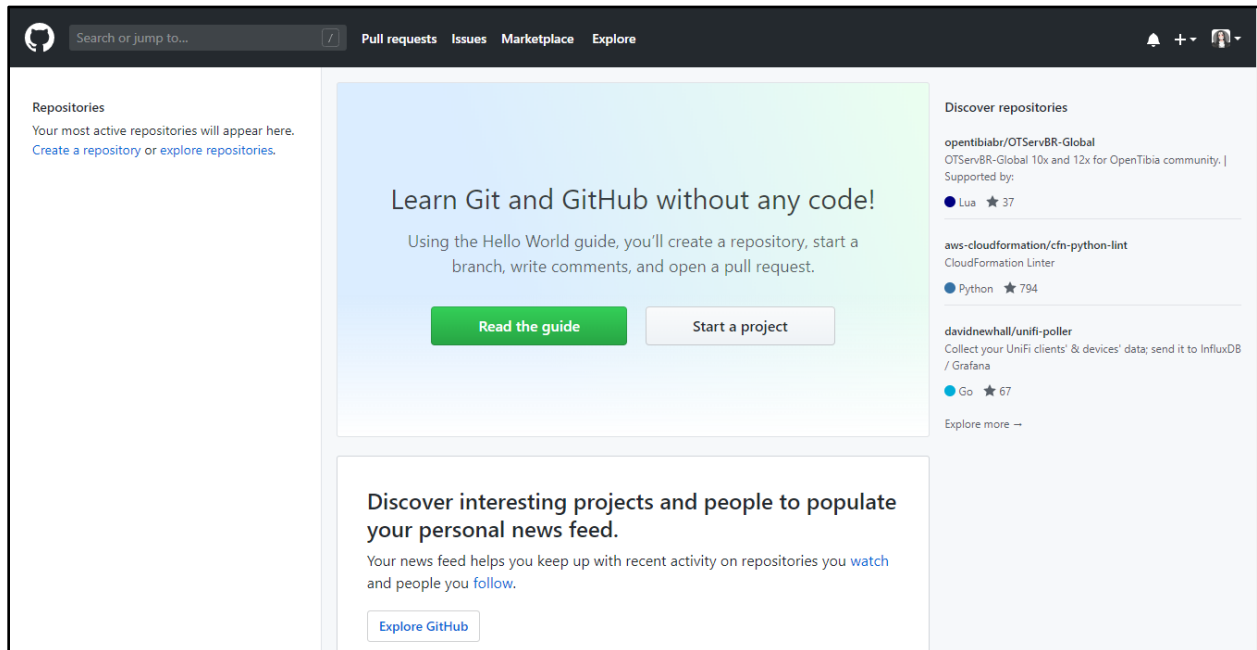 Search or jump to...
/
Pull requests Issues Marketplace Explore
Repositories
Your most active repositories will appear here.
Create a repository or explore repositories.
Learn Git and GitHub without any code!
Using the Hello World guide, you’ll create a repository, start a
branch, write comments, and open a pull request.
Read the guide
Start a project
Discover interesting projects and people to populate
your personal news feed.
Your news feed helps you keep up with recent activity on repositories you watch
and people you follow.
Explore GitHub
Discover repositories
opentibiabr/OTServBR-Global
OTServBR-Global 10x and 12x for OpenTibia community. |
Supported by:
Lua ★ 37
aws-cloudformation/cfn-python-lint
CloudFormation Linter
Python ★ 794
davidnewhall/unifi-poller
Collect your UniFi clients' & devices' data; send it to InfluxDB
/ Grafana
Go ★ 67
Explore more →